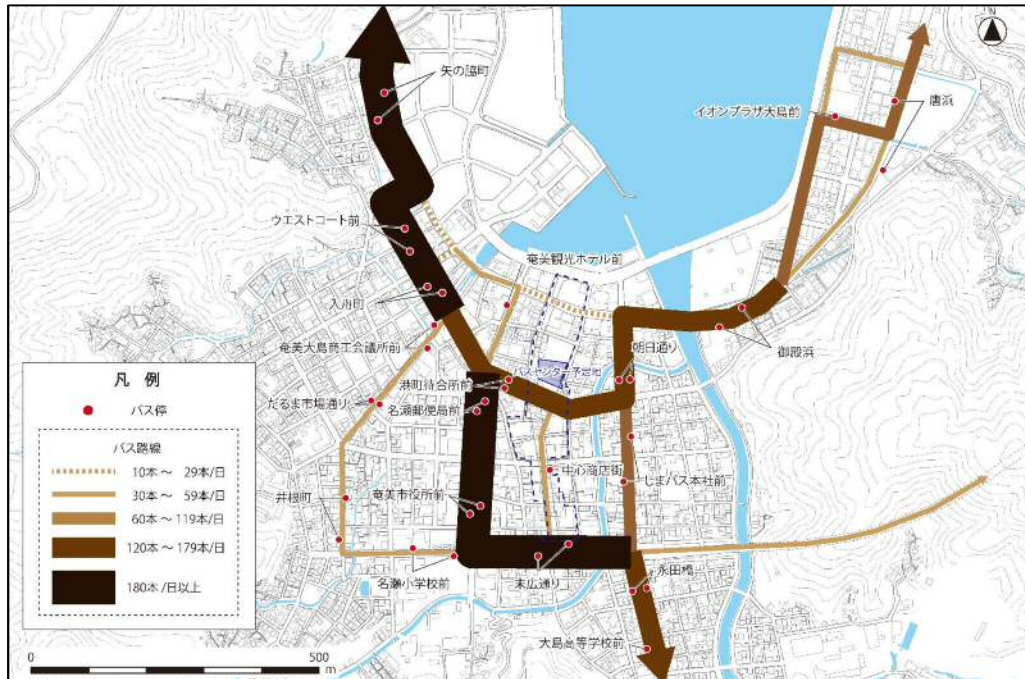 N
矢の脇町
イオンプラザ大島前
唐浜
ウエストコート前
奄美観光ホテル前
入舟町
奄美大島商工会議所前
朝日通り
御殿浜
バスセンター予定地
港町待合所前
だるま市場通り
名瀬郵便局前
中心商店街
しまバス本社前
奄美市役所前
井根町
名瀬小学校前
末広通り
永田橋
大島高等学校前
凡 例
バス停
バス路線
10本 ~ 29本/日
30本 ~ 59本/日
60本 ~ 119本/日
120本 ~ 179本/日
180本 /日以上
0 500
m